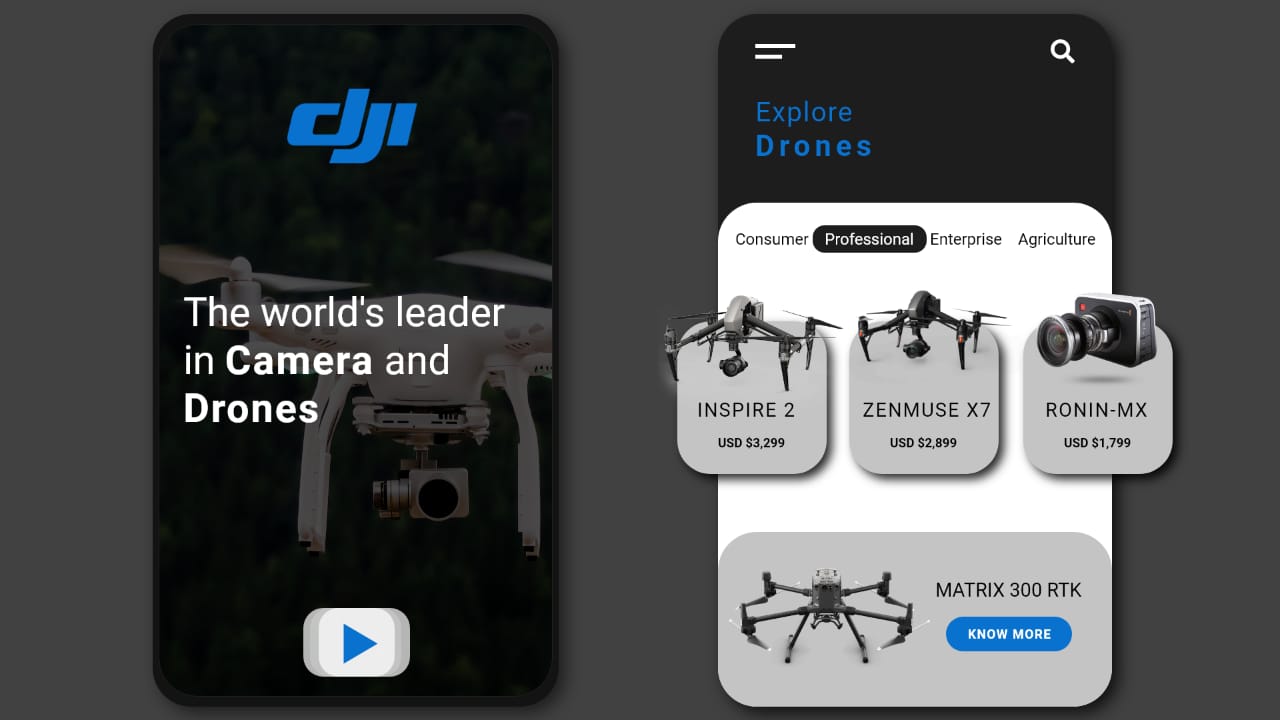 dji
The world's leader
in Camera and
Drones
Explore
Drones
Consumer Professional Enterprise Agriculture
INSPIRE 2
USD $3,299
ZENMUSE X7
USD $2,899
RONIN-MX
USD $1,799
MATRIX 300 RTK
KNOW MORE